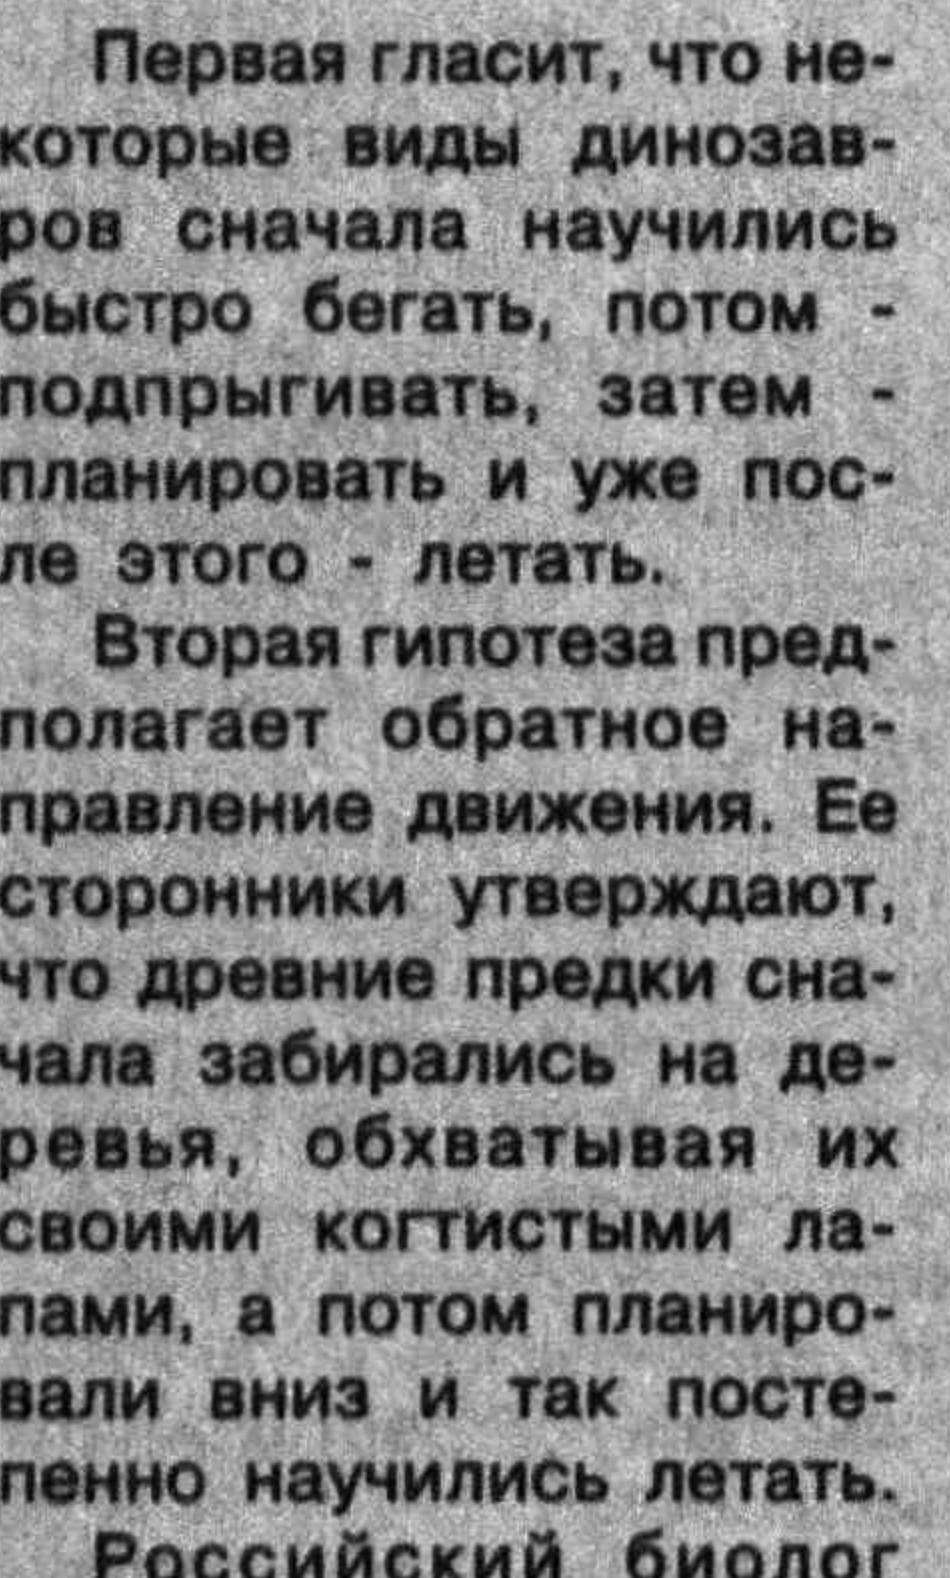 Первая гласит, что не-
которые виды динозав-
ров сначала научились
быстро бегать, потом -
подпрыгивать, затем -
планировать и уже пос-
ле этого - летать.
Вторая гипотеза пред-
полагает обратное на-
правление движения. Ее
сторонники утверждают,
что древние предки сна-
чала забирались на де-
ревья, обхватывая их
своими когтистыми ла-
пами, а потом планиро-
вали вниз и так посте-
пенно научились летать.
Российский биолог